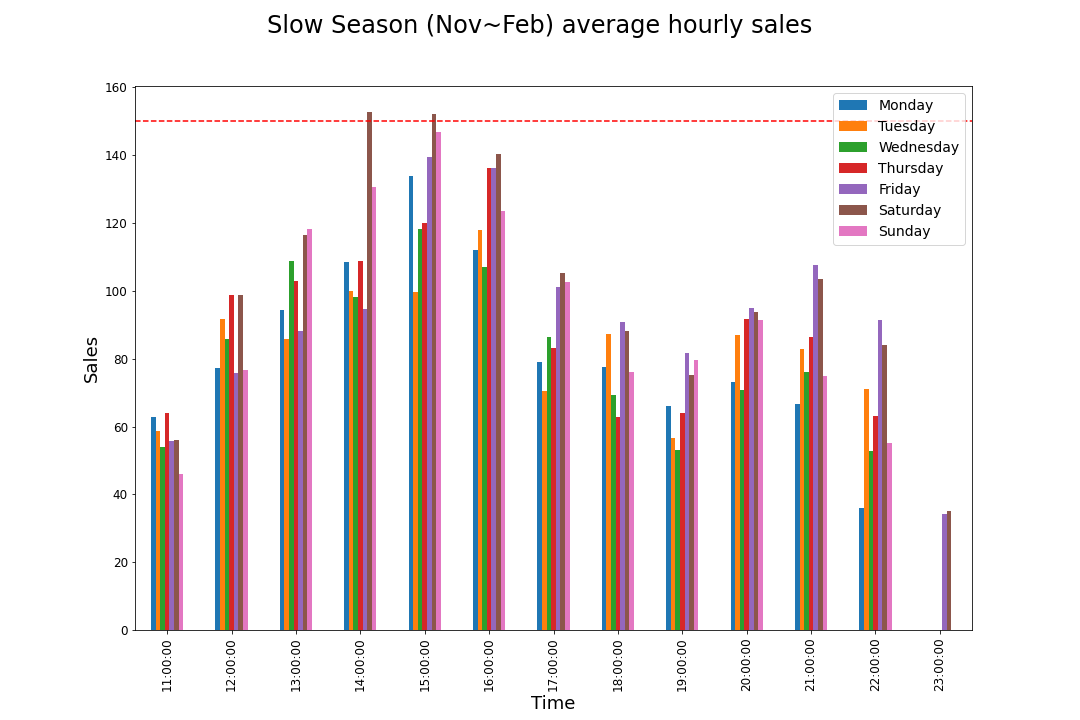 Slow Season (Nov~Feb) average hourly sales
160
140
120
100
80
60
40
20
0
Sales
Monday
Tuesday
Wednesday
Thursday
Friday
Saturday
Sunday
11:00:00
12:00:00
13:00:00
14:00:00
15:00:00
16:00:00
17:00:00
18:00:00
19:00:00
20:00:00
21:00:00
22:00:00
23:00:00
Time